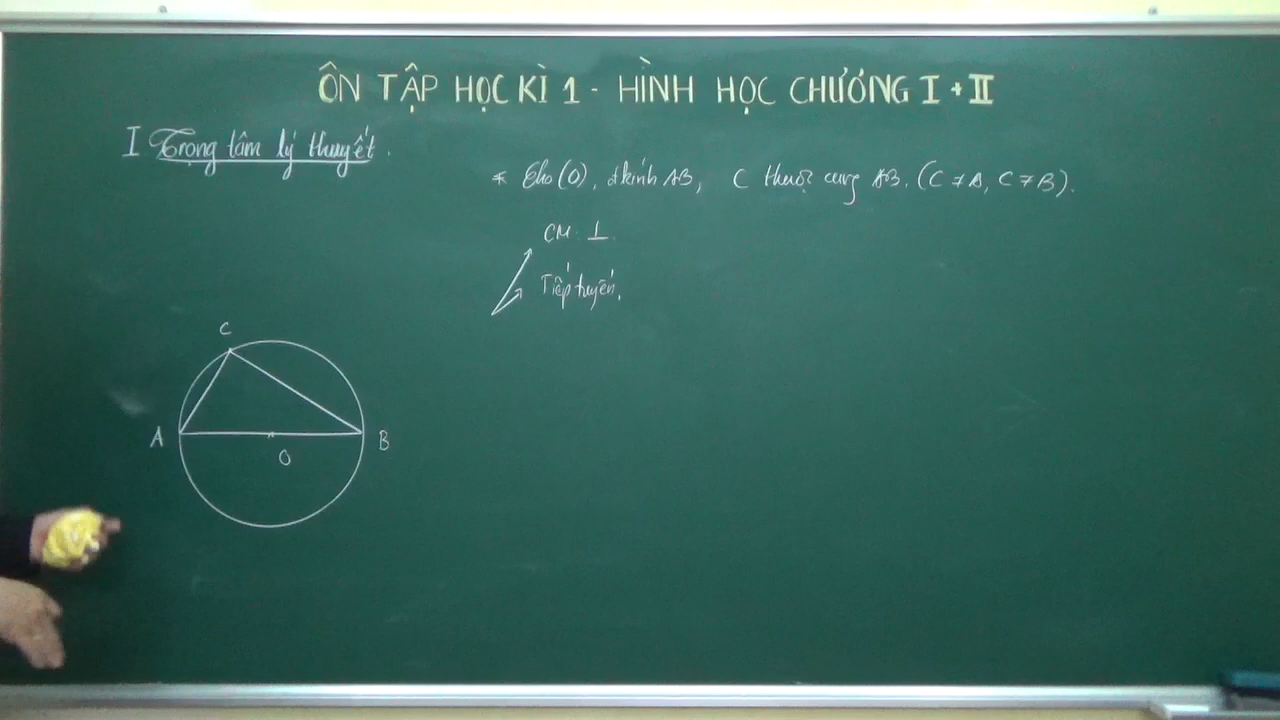 ÔN TẬP HỌC KÌ 1 - HÌNH HỌC CHƯƠNG I + II
I Trọng tâm lý thuyết.
* Cho (O), đkính AB, C thuộc cung AB. (C ≠ A, C ≠ B).
CM. ⊥.
Tiếp tuyến.
C
A
B
O